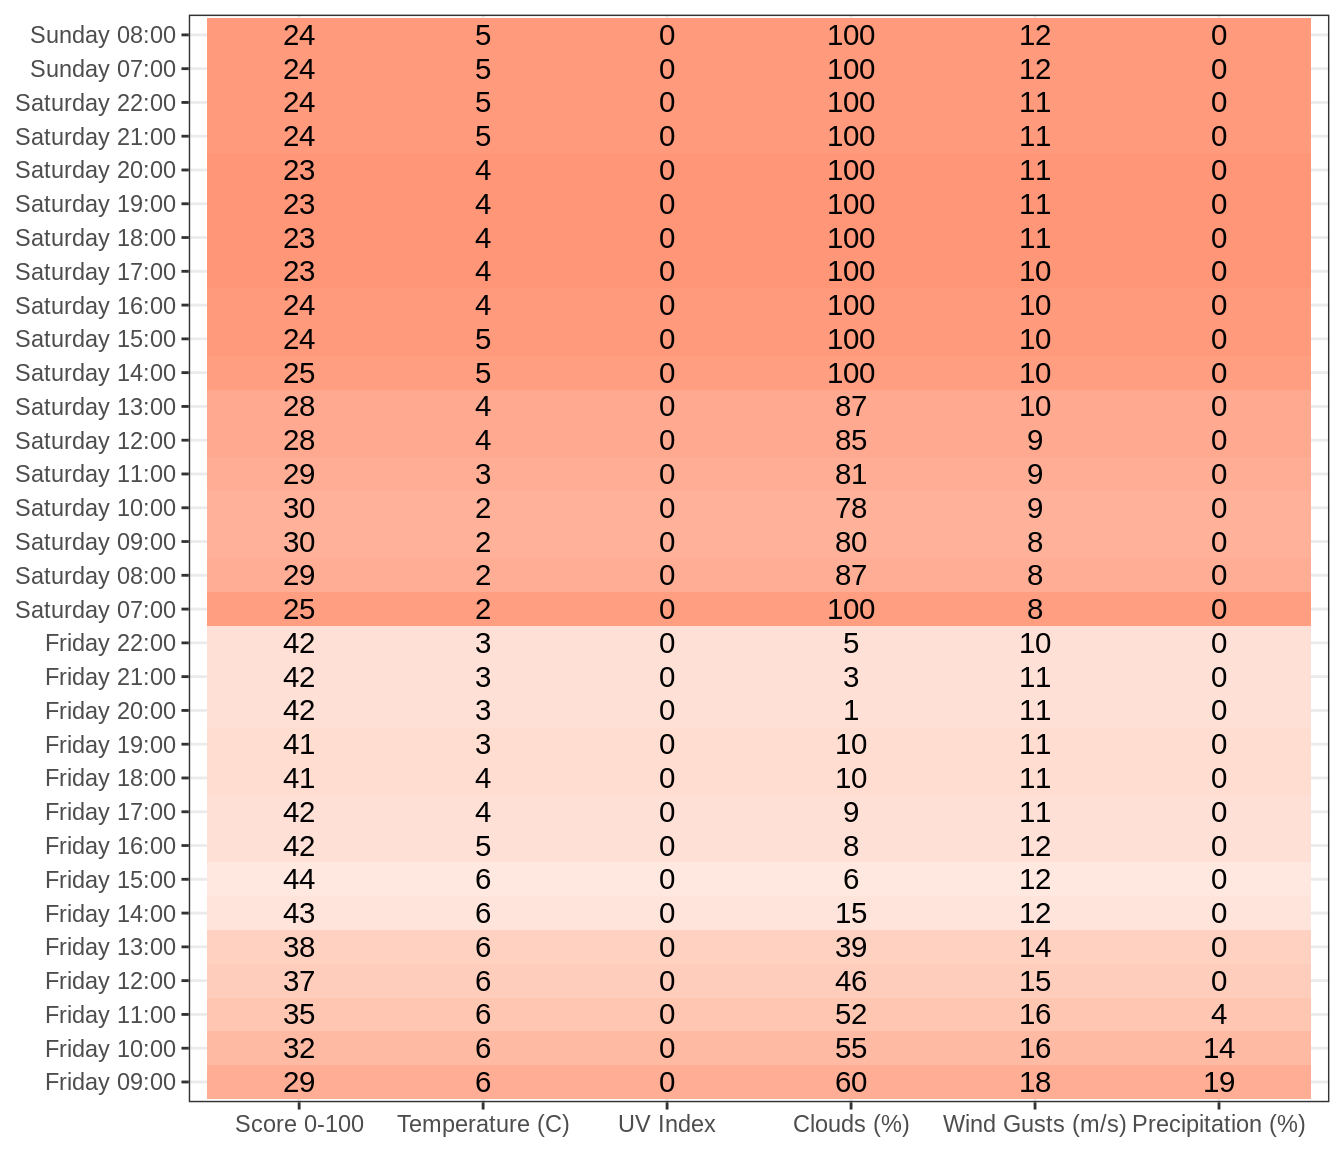 Sunday 08:00 24 5 0 100 12 0
Sunday 07:00 24 5 0 100 12 0
Saturday 22:00 24 5 0 100 11 0
Saturday 21:00 24 5 0 100 11 0
Saturday 20:00 23 4 0 100 11 0
Saturday 19:00 23 4 0 100 11 0
Saturday 18:00 23 4 0 100 11 0
Saturday 17:00 23 4 0 100 10 0
Saturday 16:00 24 4 0 100 10 0
Saturday 15:00 24 5 0 100 10 0
Saturday 14:00 25 5 0 100 10 0
Saturday 13:00 28 4 0 87 10 0
Saturday 12:00 28 4 0 85 9 0
Saturday 11:00 29 3 0 81 9 0
Saturday 10:00 30 2 0 78 9 0
Saturday 09:00 30 2 0 80 8 0
Saturday 08:00 29 2 0 87 8 0
Saturday 07:00 25 2 0 100 8 0
Friday 22:00 42 3 0 5 10 0
Friday 21:00 42 3 0 3 11 0
Friday 20:00 42 3 0 1 11 0
Friday 19:00 41 3 0 10 11 0
Friday 18:00 41 4 0 10 11 0
Friday 17:00 42 4 0 9 11 0
Friday 16:00 42 5 0 8 12 0
Friday 15:00 44 6 0 6 12 0
Friday 14:00 43 6 0 15 12 0
Friday 13:00 38 6 0 39 14 0
Friday 12:00 37 6 0 46 15 0
Friday 11:00 35 6 0 52 16 4
Friday 10:00 32 6 0 55 16 14
Friday 09:00 29 6 0 60 18 19
Score 0-100 Temperature (C) UV Index Clouds (%) Wind Gusts (m/s) Precipitation (%)